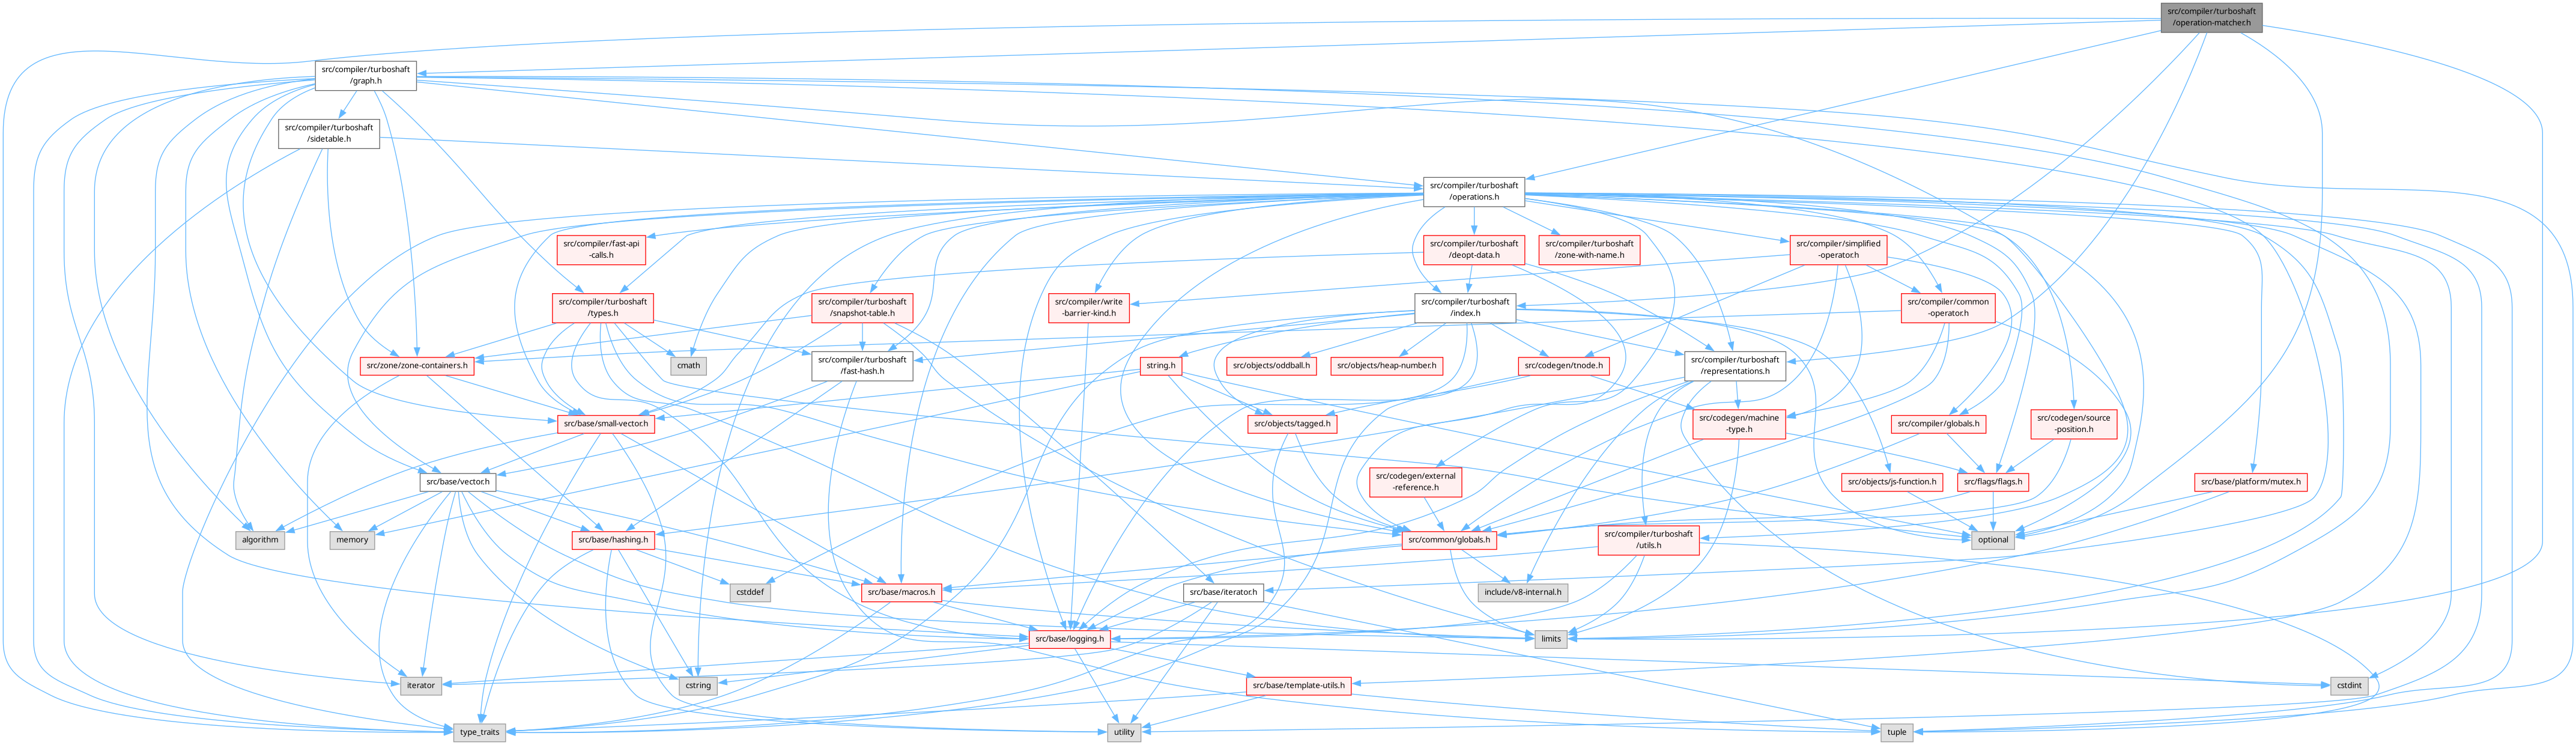 src/compiler/turboshaft
/operation-matcher.h
src/compiler/turboshaft
/graph.h
src/compiler/turboshaft
/sidetable.h
src/compiler/turboshaft
/operations.h
src/compiler/fast-api
-calls.h
src/compiler/turboshaft
/deopt-data.h
src/compiler/turboshaft
/zone-with-name.h
src/compiler/simplified
-operator.h
src/compiler/turboshaft
/types.h
src/compiler/turboshaft
/snapshot-table.h
src/compiler/write
-barrier-kind.h
src/compiler/turboshaft
/index.h
src/compiler/common
-operator.h
src/zone/zone-containers.h
cmath
src/compiler/turboshaft
/fast-hash.h
string.h
src/objects/oddball.h
src/objects/heap-number.h
src/codegen/tnode.h
src/compiler/turboshaft
/representations.h
src/base/small-vector.h
src/objects/tagged.h
src/codegen/machine
-type.h
src/compiler/globals.h
src/codegen/source
-position.h
src/base/vector.h
src/codegen/external
-reference.h
src/objects/js-function.h
src/flags/flags.h
src/base/platform/mutex.h
algorithm
memory
src/base/hashing.h
src/common/globals.h
src/compiler/turboshaft
/utils.h
optional
cstddef
src/base/macros.h
src/base/iterator.h
include/v8-internal.h
src/base/logging.h
limits
iterator
cstring
src/base/template-utils.h
cstdint
type_traits
utility
tuple